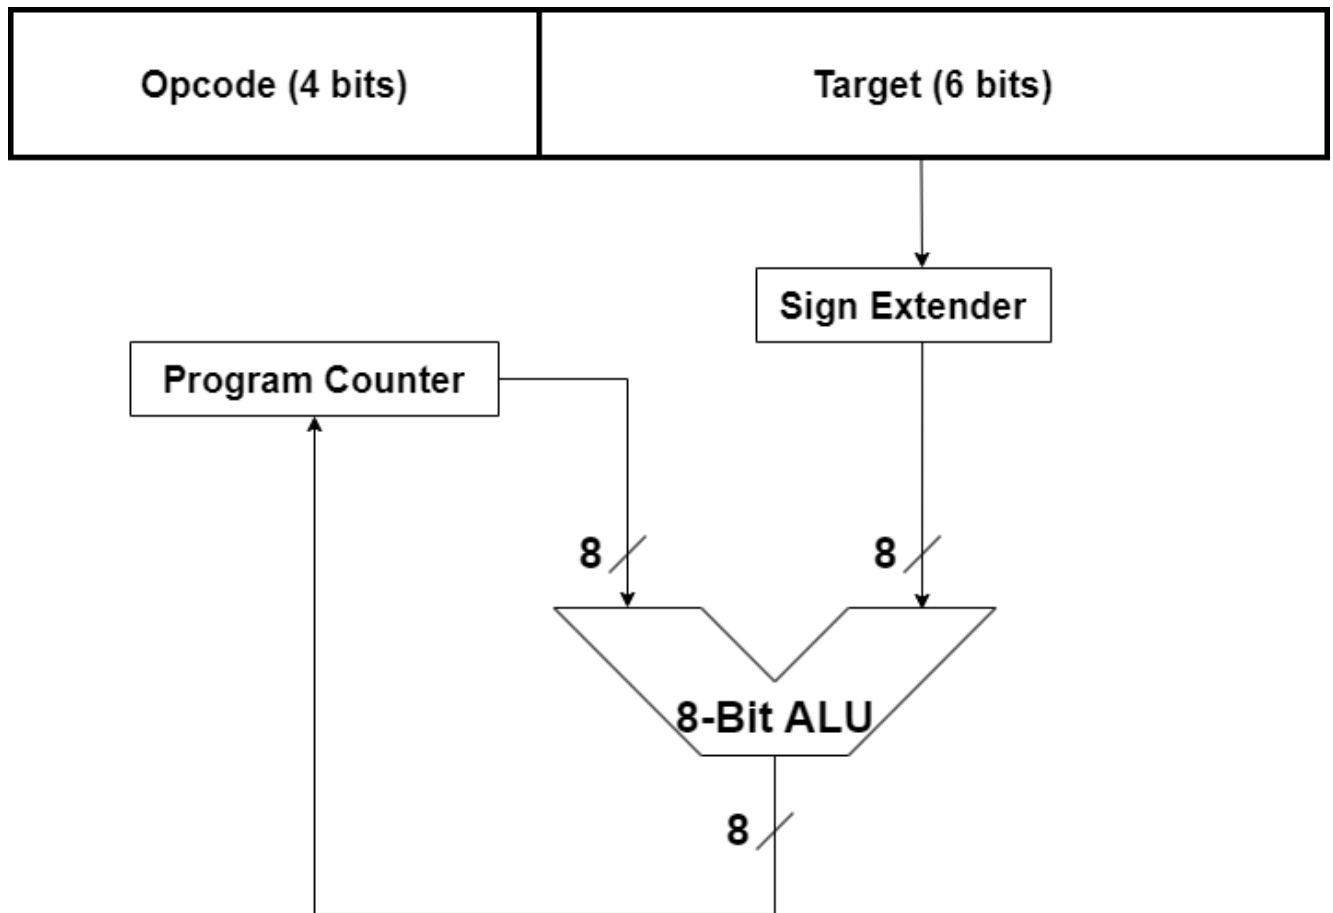 Opcode (4 bits)
Target (6 bits)
Sign Extender
Program Counter
8
8
8-Bit ALU
8